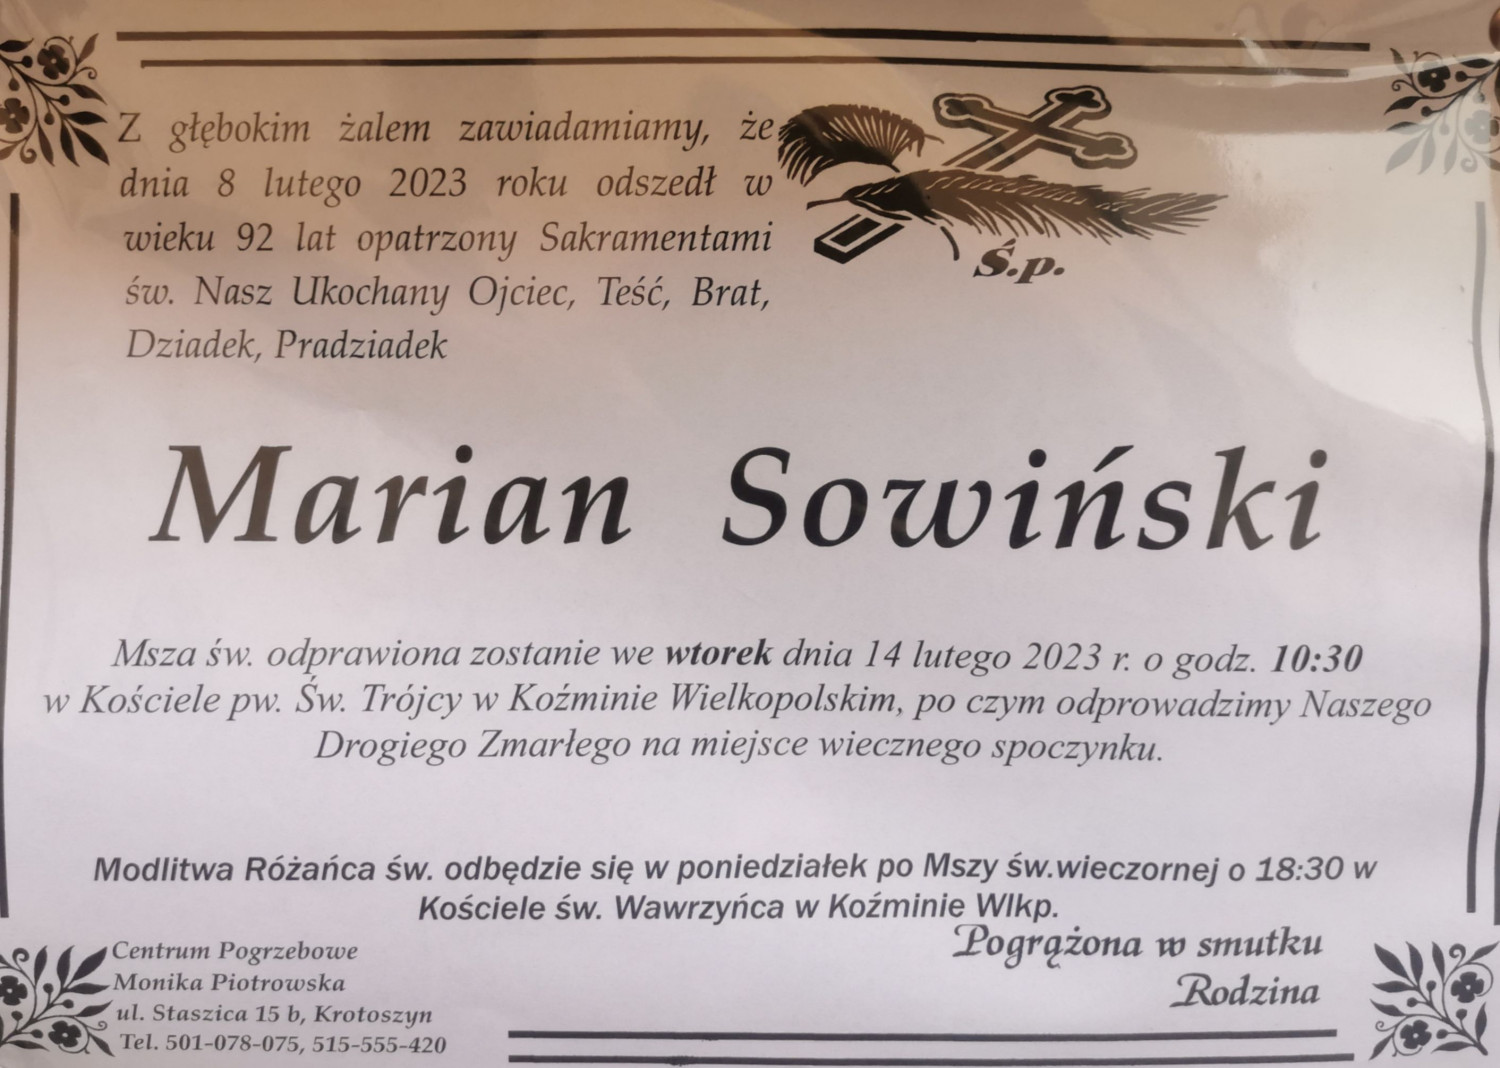 Z głębokim żalem zawiadamiamy, że
dnia 8 lutego 2023 roku odszedł w
wieku 92 lat opatrzony Sakramentami
św. Nasz Ukochany Ojciec, Teść, Brat,
Dziadek, Pradziadek
Ś.p.
Marian Sowiński
Msza św. odprawiona zostanie we wtorek dnia 14 lutego 2023 r. o godz. 10:30
w Kościele pw. Św. Trójcy w Koźminie Wielkopolskim, po czym odprowadzimy Naszego
Drogiego Zmarłego na miejsce wiecznego spoczynku.
Modlitwa Różańca św. odbędzie się w poniedziałek po Mszy św.wieczornej o 18:30 w
Kościele św. Wawrzyńca w Koźminie Wlkp.
Pogrążona w smutku
Rodzina
Centrum Pogrzebowe
Monika Piotrowska
ul. Staszica 15 b, Krotoszyn
Tel. 501-078-075, 515-555-420